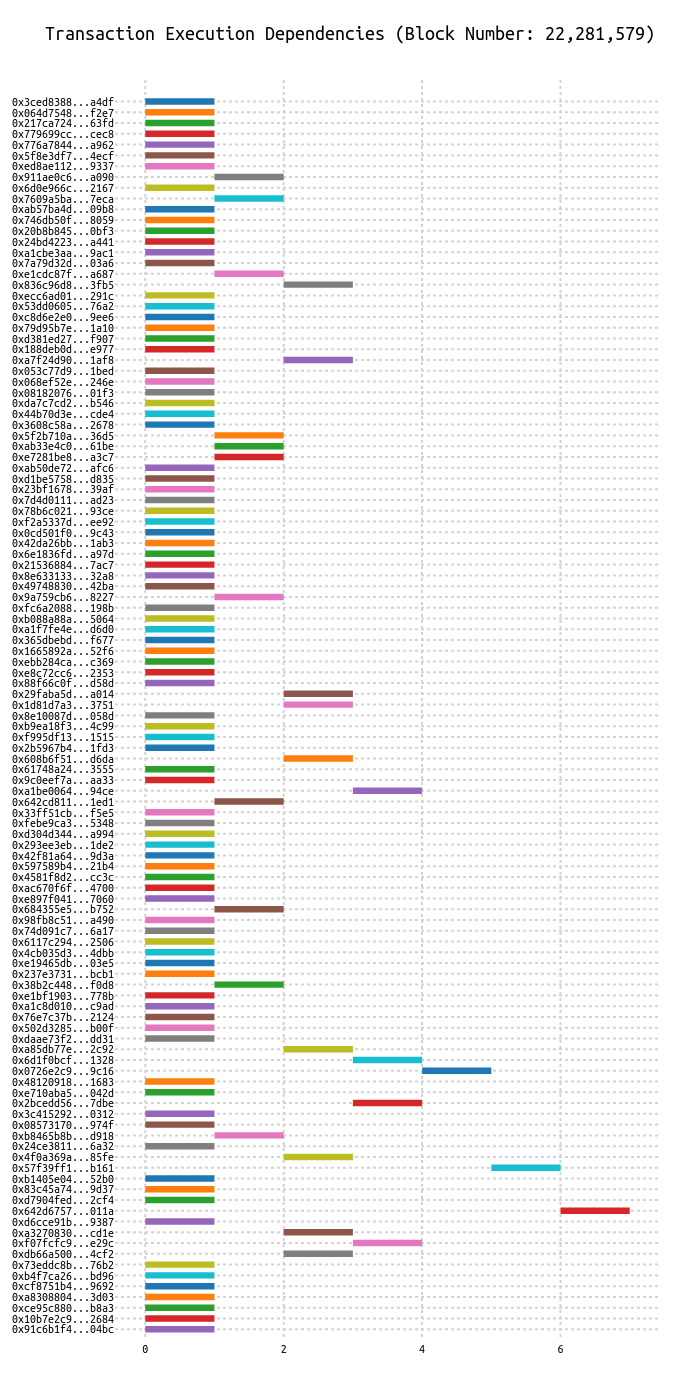 Transaction Execution Dependencies (Block Number: 22,281,579)
0x3ced8388...a4df
0x064d7548...f2e7
0x217ca724...63fd
0x779699cc...cec8
0x776a7844...a962
0x5f8e3df7...4ecf
0xed8ae112...9337
0x911ae0c6...a090
0x6d0e966c...2167
0x7609a5ba...7eca
0xab57ba4d...09b8
0x746db50f...8059
0x20b8b845...0bf3
0x24bd4223...a441
0xa1cbe3aa...9ac1
0x7a79d32d...03a6
0xe1cdc87f...a687
0x836c96d8...3fb5
0xecc6ad01...291c
0x53dd0605...76a2
0xc8d6e2e0...9ee6
0x79d95b7e...1a10
0xd381ed27...f907
0x188deb0d...e977
0xa7f24d90...1af8
0x053c77d9...1bed
0x068ef52e...246e
0x08182076...01f3
0xda7c7cd2...b546
0x44b70d3e...cde4
0x3608c58a...2678
0x5f2b710a...36d5
0xab33e4c0...61be
0xe7281be8...a3c7
0xab50de72...afc6
0xd1be5758...d835
0x23bf1678...39af
0x7d4d0111...ad23
0x78b6c021...93ce
0xf2a5337d...ee92
0x0cd501f0...9c43
0x42da26bb...1ab3
0x6e1836fd...a97d
0x21536884...7ac7
0x8e633133...32a8
0x49748830...42ba
0x9a759cb6...8227
0xfc6a2088...198b
0xb088a88a...5064
0xa1f7fe4e...d6d0
0x365dbebd...f677
0x1665892a...52f6
0xebb284ca...c369
0xe8c72cc6...2353
0x88f66c0f...d58d
0x29faba5d...a014
0x1d81d7a3...3751
0x8e10087d...058d
0xb9ea18f3...4c99
0xf995df13...1515
0x2b5967b4...1fd3
0x608b6f51...d6da
0x61748a24...3555
0x9c0eef7a...aa33
0xa1be0064...94ce
0x642cd811...1ed1
0x33ff51cb...f5e5
0xfebe9ca3...5348
0xd304d344...a994
0x293ee3eb...1de2
0x42f81a64...9d3a
0x597589b4...21b4
0x4581f8d2...cc3c
0xac670f6f...4700
0xe897f041...7060
0x684355e5...b752
0x98fb8c51...a490
0x74d091c7...6a17
0x6117c294...2506
0x4cb035d3...4dbb
0xe19465db...03e5
0x237e3731...bcb1
0x38b2c448...f0d8
0xe1bf1903...778b
0xa1c8d010...c9ad
0x76e7c37b...2124
0x502d3285...b00f
0xdaae73f2...dd31
0xa85db77e...2c92
0x6d1f0bcf...1328
0x0726e2c9...9c16
0x48120918...1683
0xe710aba5...042d
0x2bcedd56...7dbe
0x3c415292...0312
0x08573170...974f
0xb8465b8b...d918
0x24ce3811...6a32
0x4f0a369a...85fe
0x57f39ff1...b161
0xb1405e04...52b0
0x83c45a74...9d37
0xd7904fed...2cf4
0x642d6757...011a
0xd6cce91b...9387
0xa3270830...cd1e
0xf07fcfc9...e29c
0xdb66a500...4cf2
0x73eddc8b...76b2
0xb4f7ca26...bd96
0xcf8751b4...9692
0xa8308804...3d03
0xce95c880...b8a3
0x10b7e2c9...2684
0x91c6b1f4...04bc
0 2 4 6